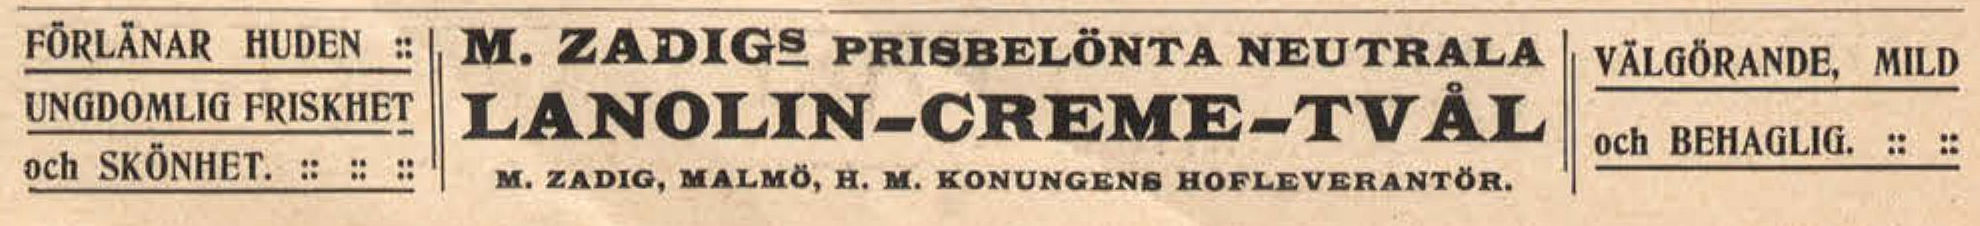 FÖRLÄNAR HUDEN ::
UNGDOMLIG FRISKHET
och SKÖNHET. :: :: ::
M. ZADIGS PRISBELÖNTA NEUTRALA
LANOLIN-CREME-TVÅL
M. ZADIG, MALMÖ, H. M. KONUNGENS HOFLEVERANTÖR.
VÄLGÖRANDE, MILD
och BEHAGLIG. :: ::